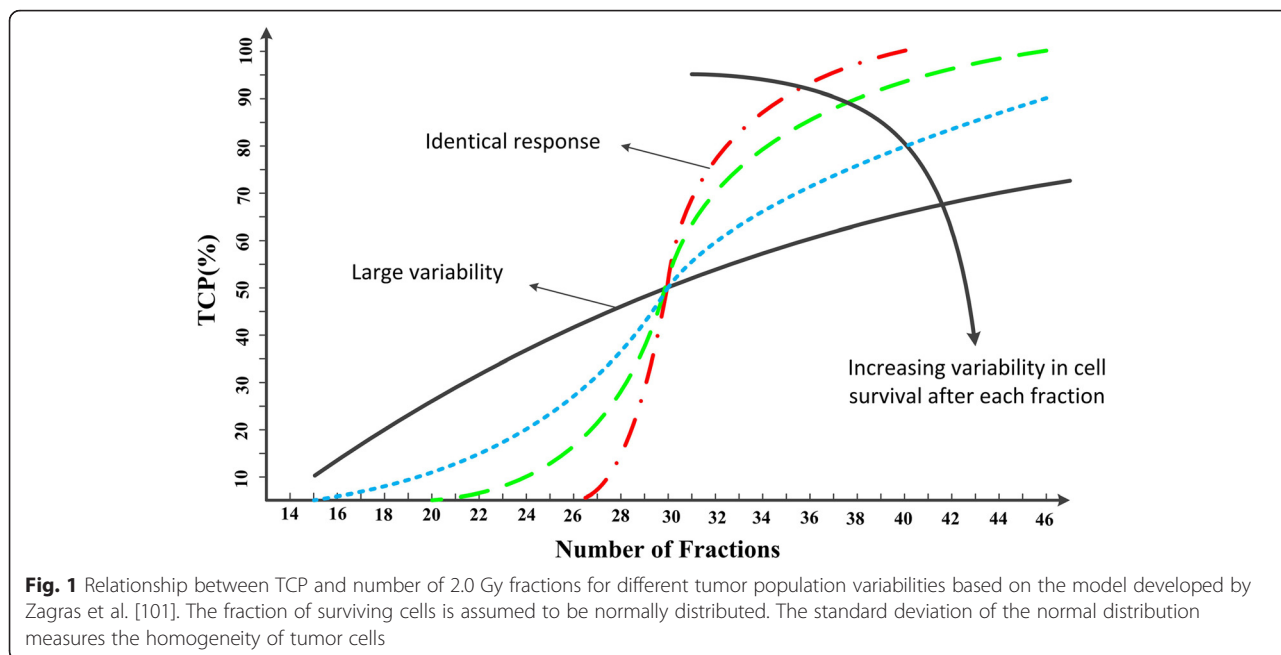 TCP(%)
100
90
80
70
60
50
40
30
20
10
Identical response
Large variability
Increasing variability in cell
survival after each fraction
14 16 18 20 22 24 26 28 30 32 34 36 38 40 42 44 46
Number of Fractions
Fig. 1 Relationship between TCP and number of 2.0 Gy fractions for different tumor population variabilities based on the model developed by
Zagras et al. [101]. The fraction of surviving cells is assumed to be normally distributed. The standard deviation of the normal distribution
measures the homogeneity of tumor cells